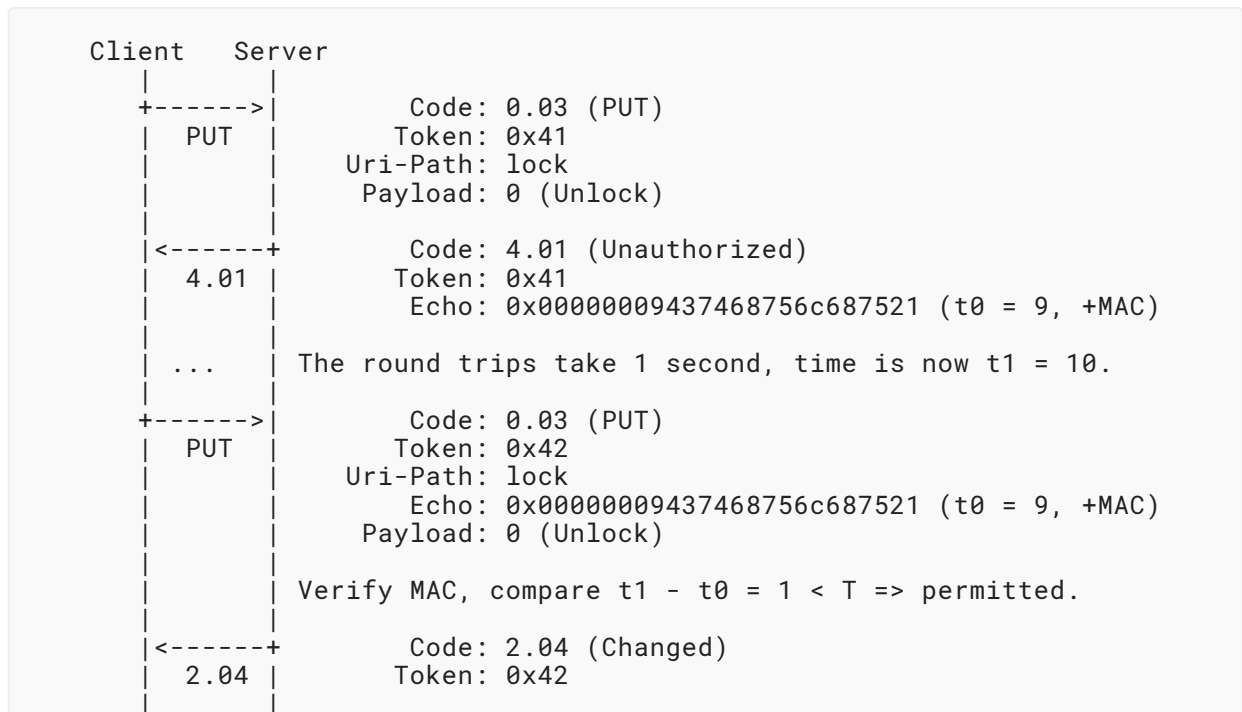 Client   Server
   |       |
   +------>|        Code: 0.03 (PUT)
   |  PUT  |       Token: 0x41
   |       |    Uri-Path: lock
   |       |     Payload: 0 (Unlock)
   |       |
   |<------+        Code: 4.01 (Unauthorized)
   |  4.01 |       Token: 0x41
   |       |        Echo: 0x00000009437468756c687521 (t0 = 9, +MAC)
   |       |
   | ...   | The round trips take 1 second, time is now t1 = 10.
   |       |
   +------>|        Code: 0.03 (PUT)
   |  PUT  |       Token: 0x42
   |       |    Uri-Path: lock
   |       |        Echo: 0x00000009437468756c687521 (t0 = 9, +MAC)
   |       |     Payload: 0 (Unlock)
   |       |
   |       | Verify MAC, compare t1 - t0 = 1 < T => permitted.
   |       |
   |<------+        Code: 2.04 (Changed)
   |  2.04 |       Token: 0x42
   |       |